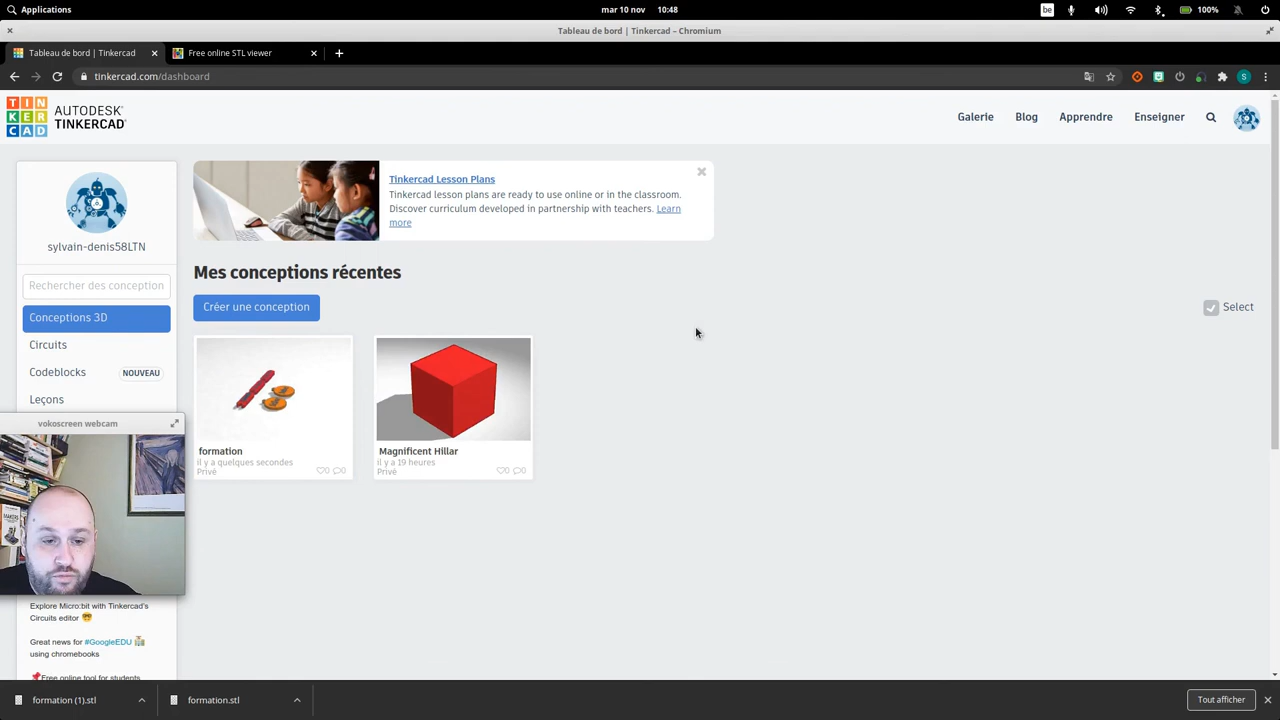 Applications
mar 10 nov
10:48
be
100%
Tableau de bord | Tinkercad – Chromium
Tableau de bord | Tinkercad
Free online STL viewer
tinkercad.com/dashboard
S
TIN
KER
CAD
AUTODESK
TINKERCAD
Galerie
Blog
Apprendre
Enseigner
sylvain-denis58LTN
Rechercher des conception
Conceptions 3D
Circuits
Codeblocks
NOUVEAU
Leçons
Tinkercad Lesson Plans
Tinkercad lesson plans are ready to use online or in the classroom.
Discover curriculum developed in partnership with teachers. Learn
more
Mes conceptions récentes
Créer une conception
Select
formation
il y a quelques secondes
Privé
0
0
Magnificent Hillar
il y a 19 heures
Privé
0
0
vokoscreen webcam
Explore Micro:bit with Tinkercad's
Circuits editor 🤓
Great news for #GoogleEDU 🏫
using chromebooks
📌Free online tool for students
formation (1).stl
formation.stl
Tout afficher